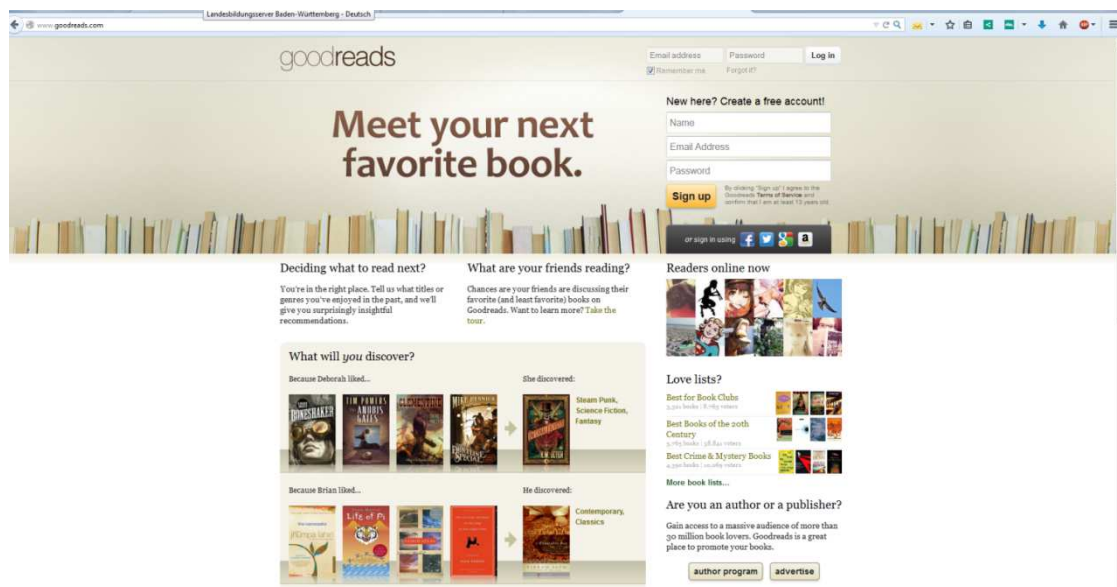 Landesbildungsserver Baden-Württemberg - Deutsch
www.goodreads.com
goodreads
Email address
Password
Log in
Remember me
Forgot it?
Meet your next
favorite book.
New here? Create a free account!
Name
Email Address
Password
Sign up
By clicking "Sign up" I agree to the
Goodreads Terms of Service and
confirm that I am at least 13 years old.
or sign in using
Deciding what to read next?
You're in the right place. Tell us what titles or
genres you've enjoyed in the past, and we'll
give you surprisingly insightful
recommendations.
What are your friends reading?
Chances are your friends are discussing their
favorite (and least favorite) books on
Goodreads. Want to learn more? Take the
tour.
Readers online now
What will you discover?
Because Deborah liked...
She discovered:
BONESHAKER
TIM POWERS
THE ANUBIS
GATES
CLEMENTINE
MIKE RESNICK
Steam Punk,
Science Fiction,
Fantasy
Because Brian liked...
He discovered:
jhumpa lahiri
Life of Pi
Contemporary,
Classics
Love lists?
Best for Book Clubs
Best Books of the 20th
Century
Best Crime & Mystery Books
More book lists...
Are you an author or a publisher?
Gain access to a massive audience of more than
30 million book lovers. Goodreads is a great
place to promote your books.
author program
advertise